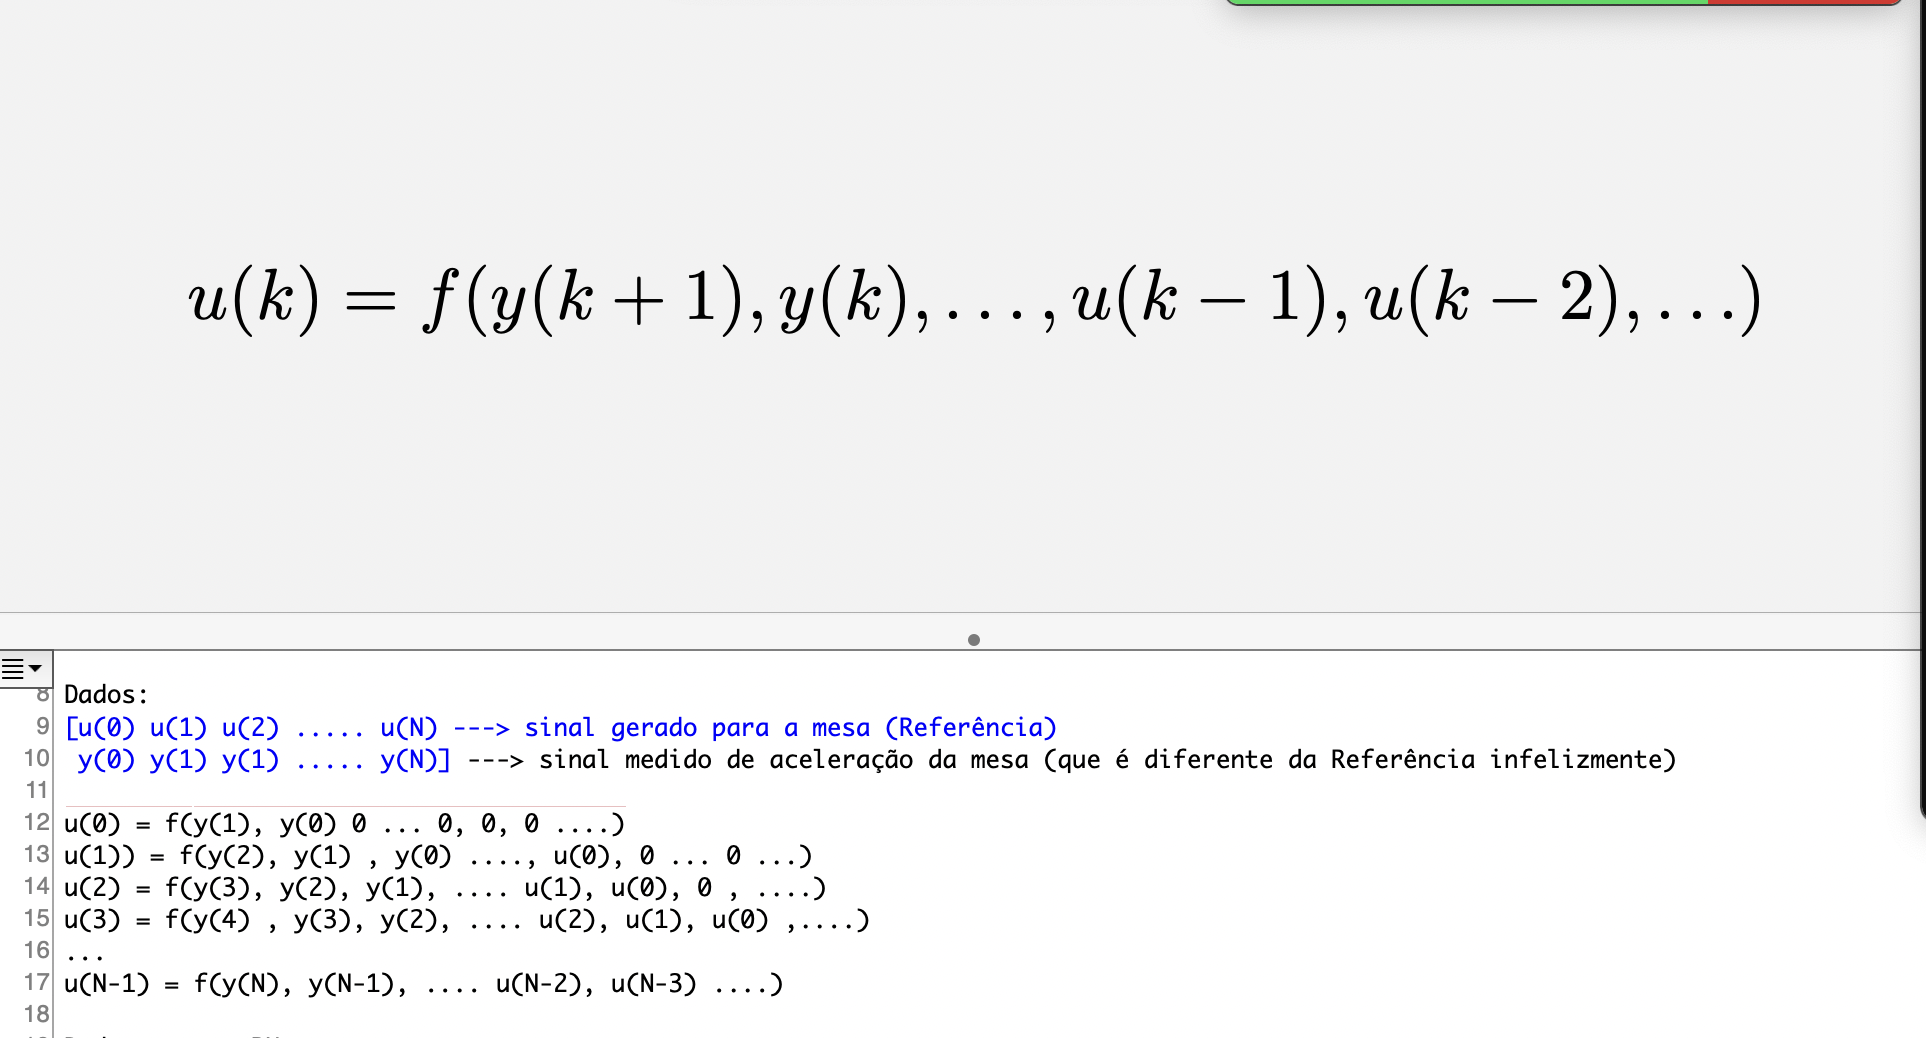 u(k) = f(y(k + 1), y(k), . . . , u(k − 1), u(k − 2), . . .)
8 Dados:
9 [u(0) u(1) u(2) ..... u(N) ---> sinal gerado para a mesa (Referência)
10 y(0) y(1) y(1) ..... y(N)] ---> sinal medido de aceleração da mesa (que é diferente da Referência infelizmente)
11
12 u(0) = f(y(1), y(0) 0 ... 0, 0, 0 ....)
13 u(1)) = f(y(2), y(1) , y(0) ...., u(0), 0 ... 0 ...)
14 u(2) = f(y(3), y(2), y(1), .... u(1), u(0), 0 , ....)
15 u(3) = f(y(4) , y(3), y(2), .... u(2), u(1), u(0) ,....)
16 ...
17 u(N-1) = f(y(N), y(N-1), .... u(N-2), u(N-3) ....)
18